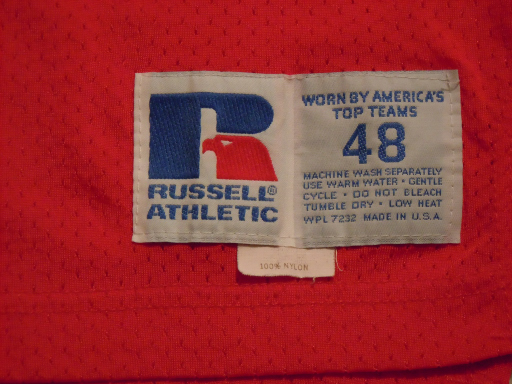 RUSSELL®
ATHLETIC
WORN BY AMERICA'S
TOP TEAMS
48
MACHINE WASH SEPARATELY
USE WARM WATER • GENTLE
CYCLE • DO NOT BLEACH
TUMBLE DRY • LOW HEAT
WPL 7232 MADE IN U.S.A.
100% NYLON